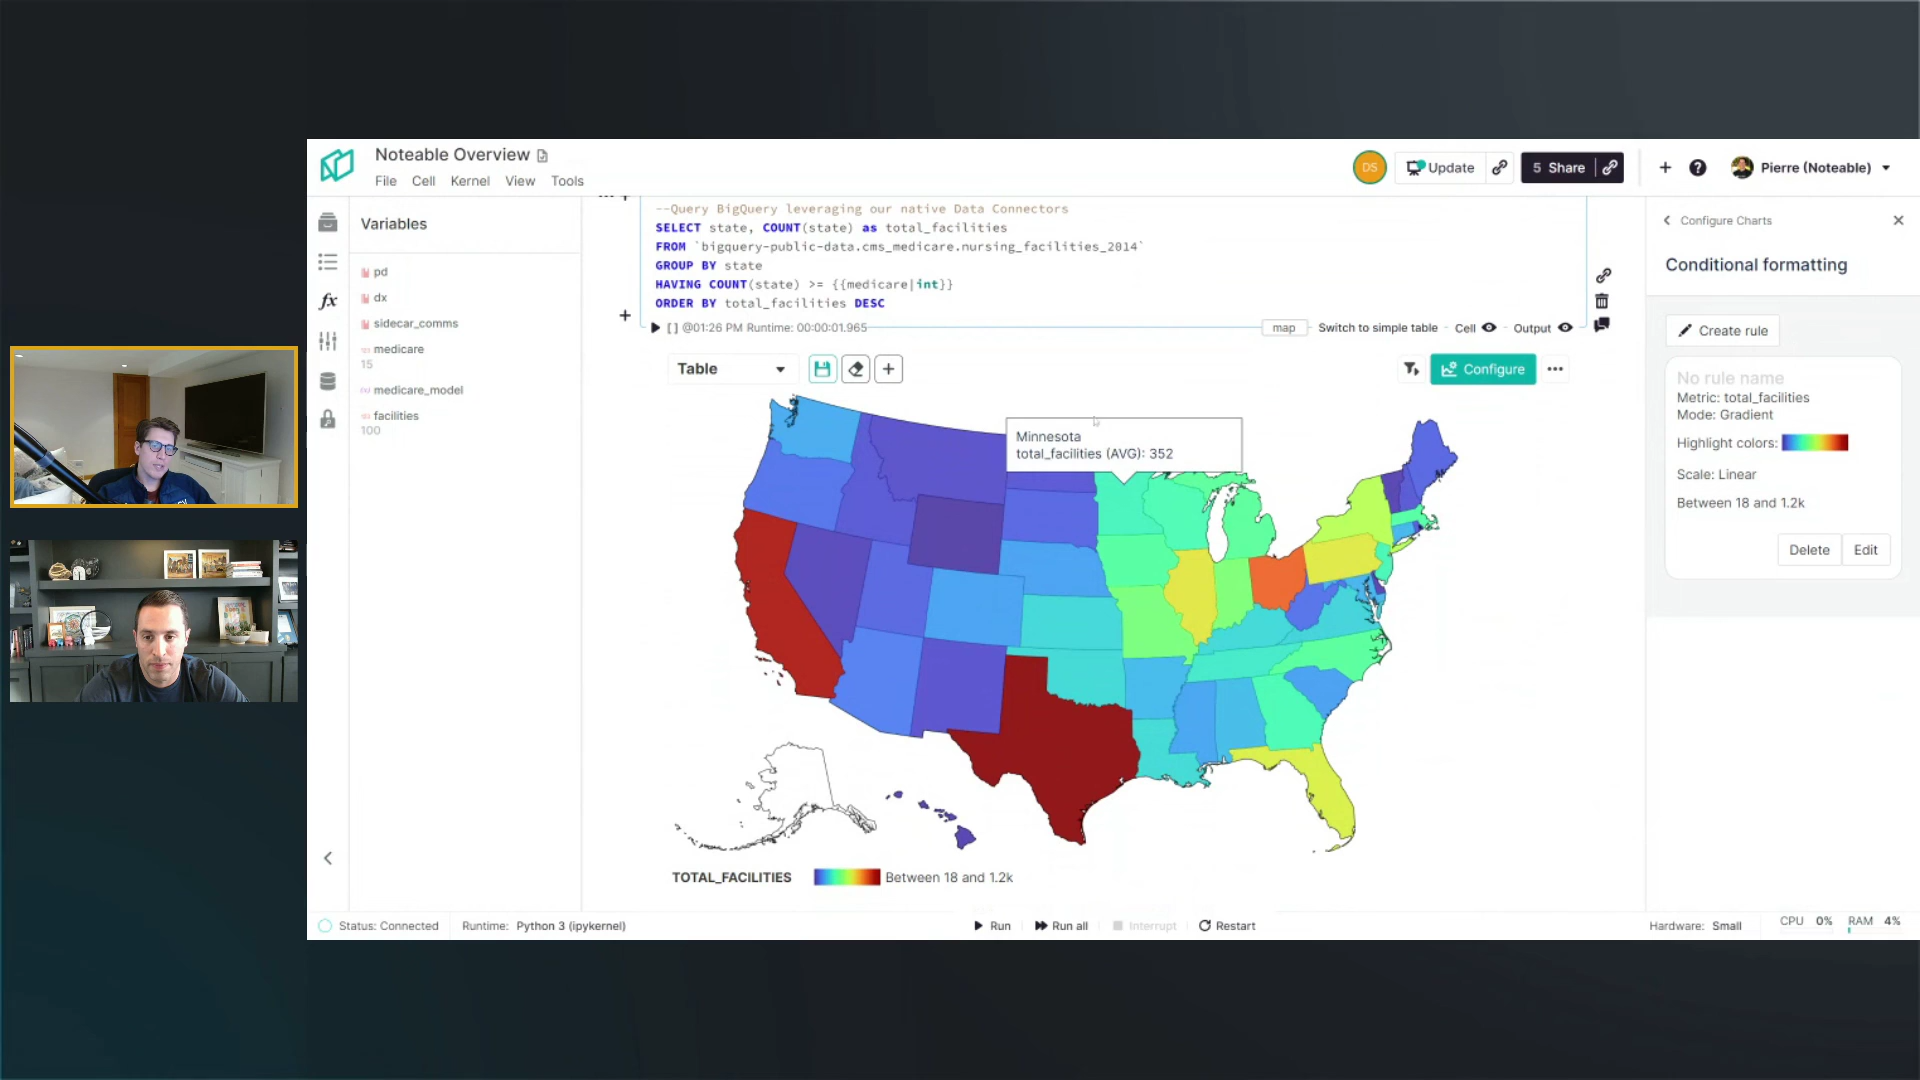 Noteable Overview
File Cell Kernel View Tools
DS
Update
5 Share
+
?
Pierre (Noteable)
Variables
pd
dx
sidecar_comms
medicare
15
medicare_model
facilities
100
--Query BigQuery leveraging our native Data Connectors
SELECT state, COUNT(state) as total_facilities
FROM `bigquery-public-data.cms_medicare.nursing_facilities_2014`
GROUP BY state
HAVING COUNT(state) >= {{medicare|int}}
ORDER BY total_facilities DESC
[] @01:26 PM Runtime: 00:00:01.965
map
Switch to simple table
Cell
Output
Table
Configure
Minnesota
total_facilities (AVG): 352
TOTAL_FACILITIES
Between 18 and 1.2k
Configure Charts
Conditional formatting
Create rule
No rule name
Metric: total_facilities
Mode: Gradient
Highlight colors:
Scale: Linear
Between 18 and 1.2k
Delete
Edit
Status: Connected
Runtime: Python 3 (ipykernel)
Run
Run all
Interrupt
Restart
Hardware: Small
CPU 0%
RAM 4%